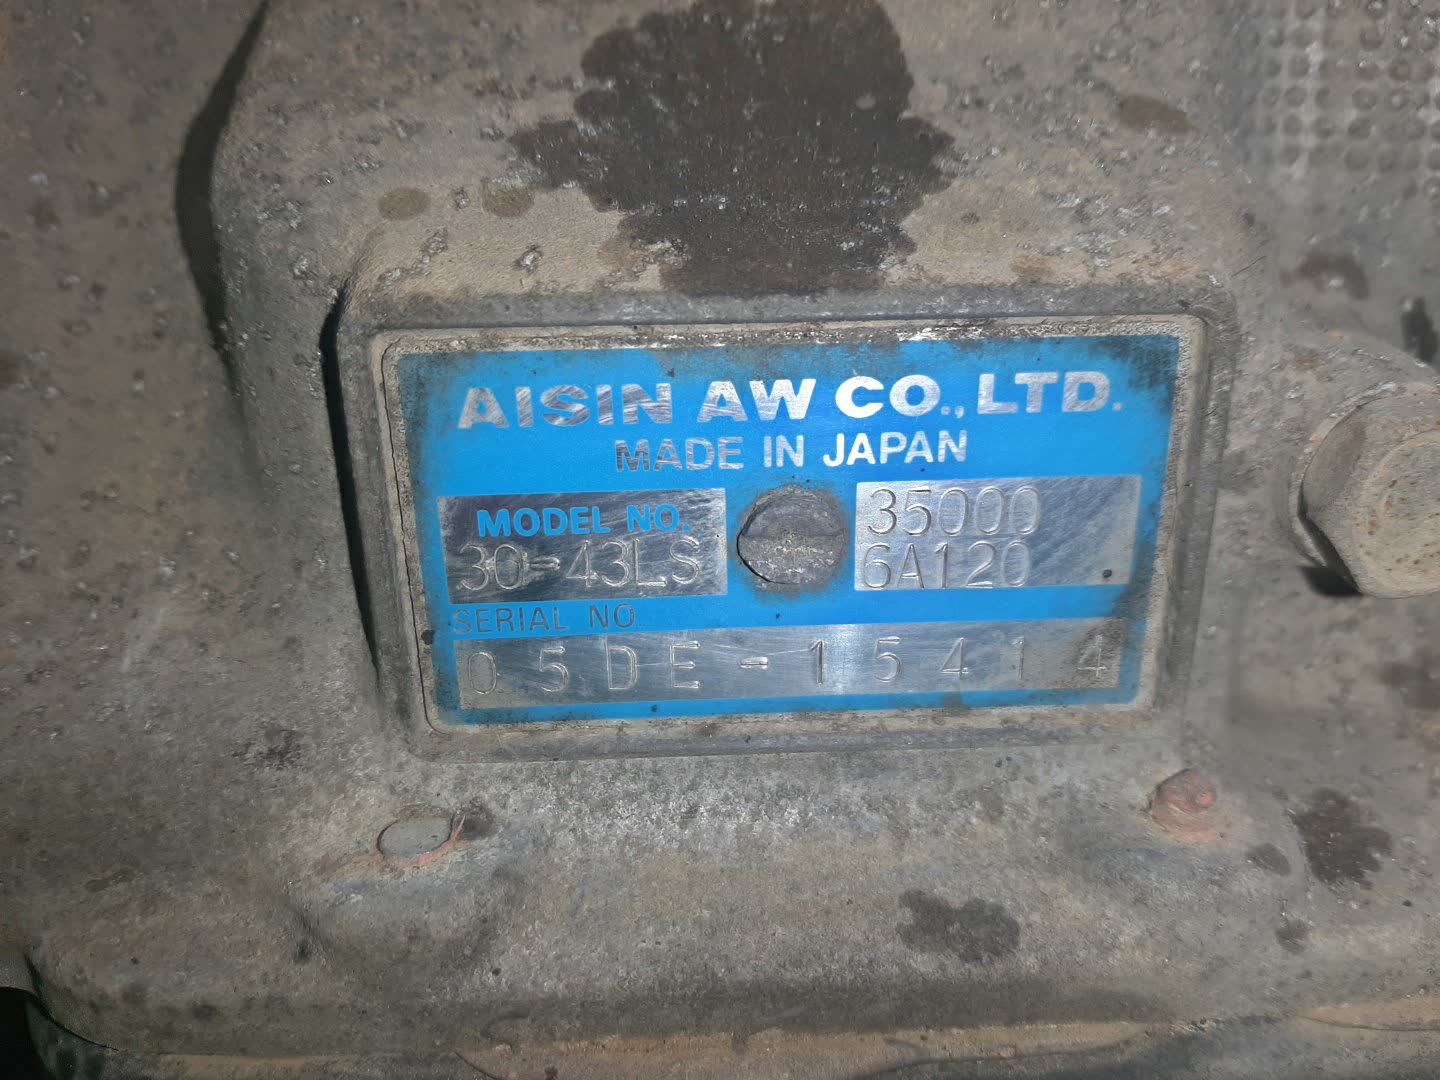 AISIN AW CO., LTD.
MADE IN JAPAN
MODEL NO.
30-43LS
35000
6A120
SERIAL NO
05DE-15414